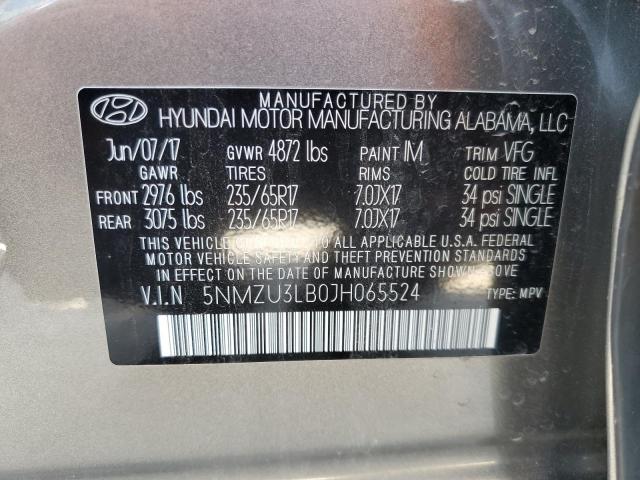 MANUFACTURED BY
HYUNDAI MOTOR MANUFACTURING ALABAMA, LLC
Jun/07/17 GVWR 4872 lbs PAINT IM TRIM VFG
GAWR TIRES RIMS COLD TIRE INFL
FRONT 2976 lbs 235/65R17 7.0JX17 34 psi SINGLE
REAR 3075 lbs 235/65R17 7.0JX17 34 psi SINGLE
THIS VEHICLE TO ALL APPLICABLE U.S.A. FEDERAL
MOTOR VEHICLE SAFETY AND THEFT PREVENTION STANDARDS
IN EFFECT ON THE DATE OF MANUFACTURE SHOWN ABOVE
V.I.N 5NMZU3LB0JH065524 TYPE: MPV